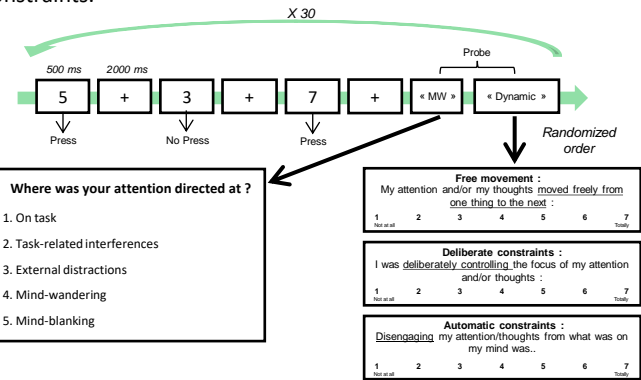 onstraints.
X 30
500 ms 2000 ms
Probe
5 + 3 + 7 + « MW » « Dynamic »
Press No Press Press
Randomized
order
Where was your attention directed at ?
1. On task
2. Task-related interferences
3. External distractions
4. Mind-wandering
5. Mind-blanking
Free movement :
My attention and/or my thoughts moved freely from
one thing to the next :
1 2 3 4 5 6 7
Not at all Totally
Deliberate constraints :
I was deliberately controlling the focus of my attention
and/or thoughts :
1 2 3 4 5 6 7
Not at all Totally
Automatic constraints :
Disengaging my attention/thoughts from what was on
my mind was..
1 2 3 4 5 6 7
Not at all Totally